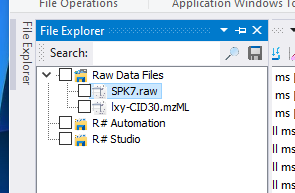 File Operations
Application Windows To
File Explorer
File Explorer
Search:
Raw Data Files
SPK7.raw
lxy-CID30.mzML
R# Automation
R# Studio
ms
ms
ms
ms
ll ms
ll ms
ll ms
ll ms